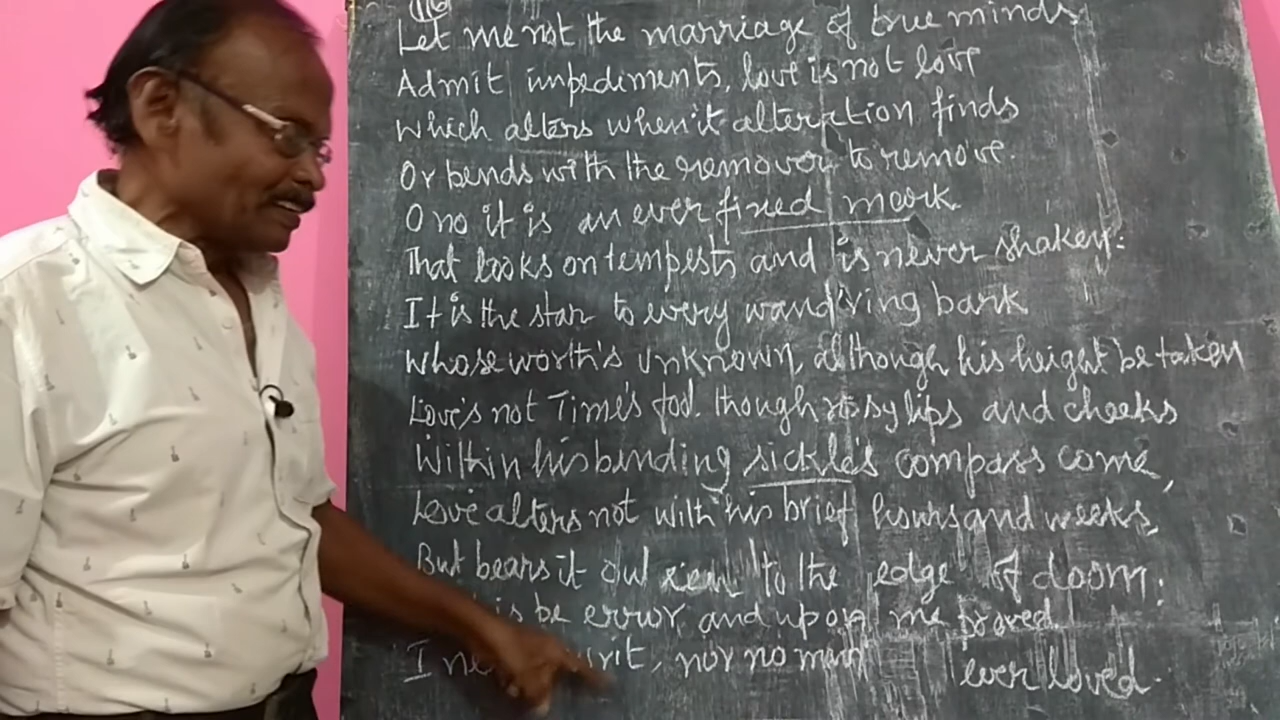 116
Let me not the marriage of true minds
Admit impediments, love is not love
which alters when it alteration finds
Or bends with the remover to remove.
O no it is an ever fixed mark.
That looks on tempests and is never shaken:
It is the star to every wandering bark
whose worth's unknown, although his height be taken
Love's not Time's fool. though rosy lips and cheeks
Within his bending sickle's compass come,
Love alters not with his brief hours and weeks,
But bears it out even to the edge of doom:
is be error, and upon me proved.
I writ, nor no man ever loved.